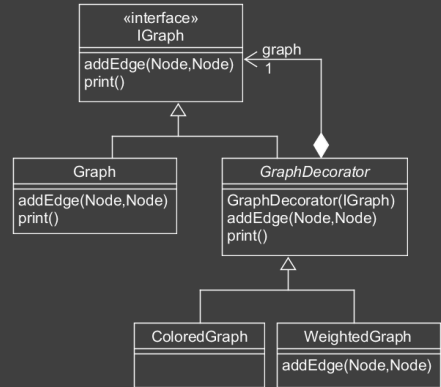 «interface»
IGraph
addEdge(Node,Node)
print()
graph
1
Graph
addEdge(Node,Node)
print()
GraphDecorator
GraphDecorator(IGraph)
addEdge(Node,Node)
print()
ColoredGraph
WeightedGraph
addEdge(Node,Node)